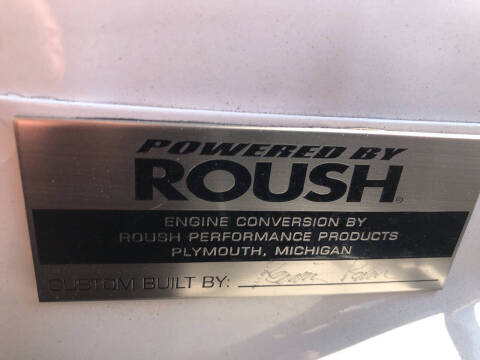 POWERED BY
ROUSH®
ENGINE CONVERSION BY
ROUSH PERFORMANCE PRODUCTS
PLYMOUTH, MICHIGAN
CUSTOM BUILT BY: